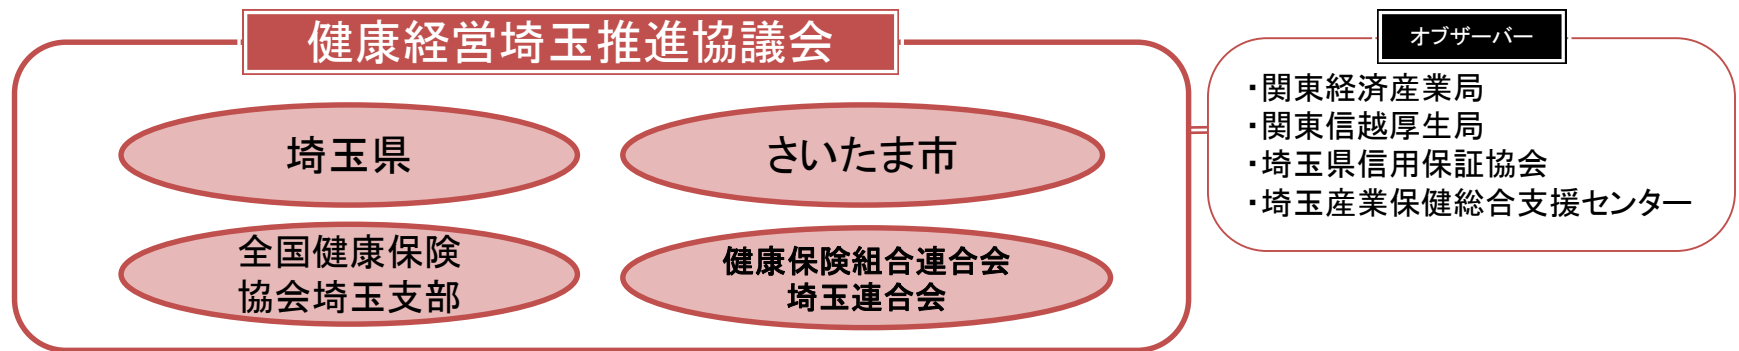 健康経営埼玉推進協議会
埼玉県
さいたま市
全国健康保険
協会埼玉支部
健康保険組合連合会
埼玉連合会
オブザーバー
・関東経済産業局
・関東信越厚生局
・埼玉県信用保証協会
・埼玉産業保健総合支援センター